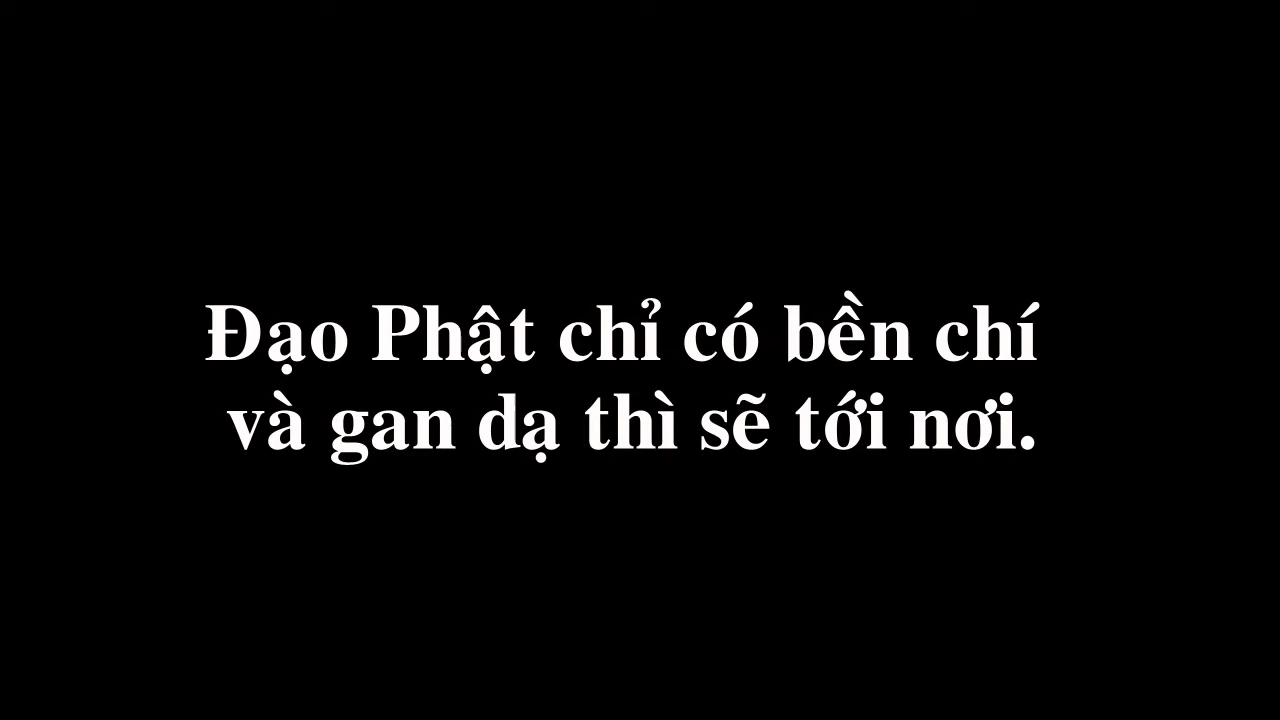 Đạo Phật chỉ có bền chí
và gan dạ thì sẽ tới nơi.